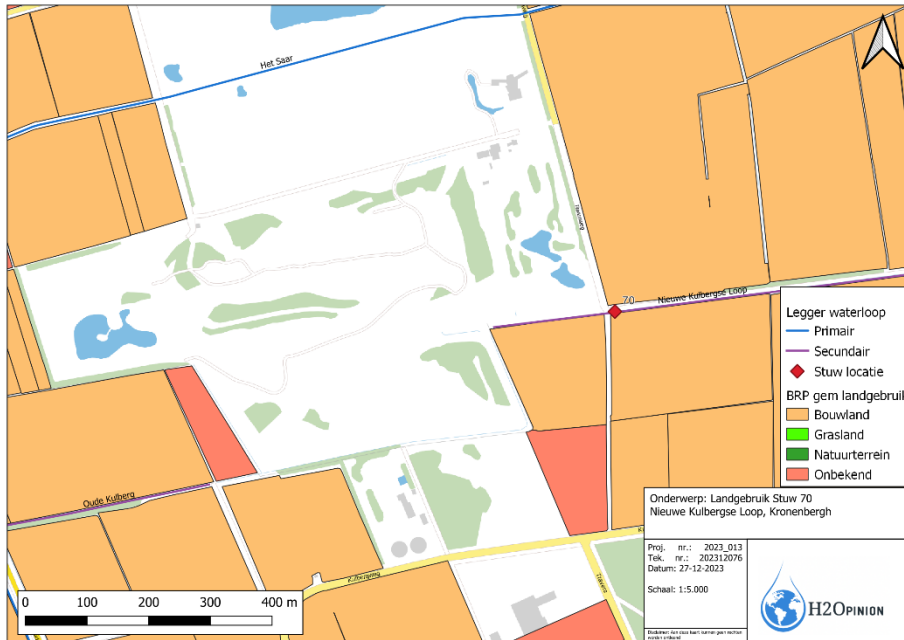 Het Saar
70
Nieuwe Kulbergse Loop
Oude Kulberg
Kulbergweg
Legger waterloop
Primair
Secundair
Stuw locatie
BRP gem landgebruik
Bouwland
Grasland
Natuurterrein
Onbekend
0 100 200 300 400 m
Onderwerp: Landgebruik Stuw 70
Nieuwe Kulbergse Loop, Kronenbergh
Proj. nr.: 2023_013
Tek. nr.: 202312076
Datum: 27-12-2023
Schaal: 1:5.000
H2OPINION